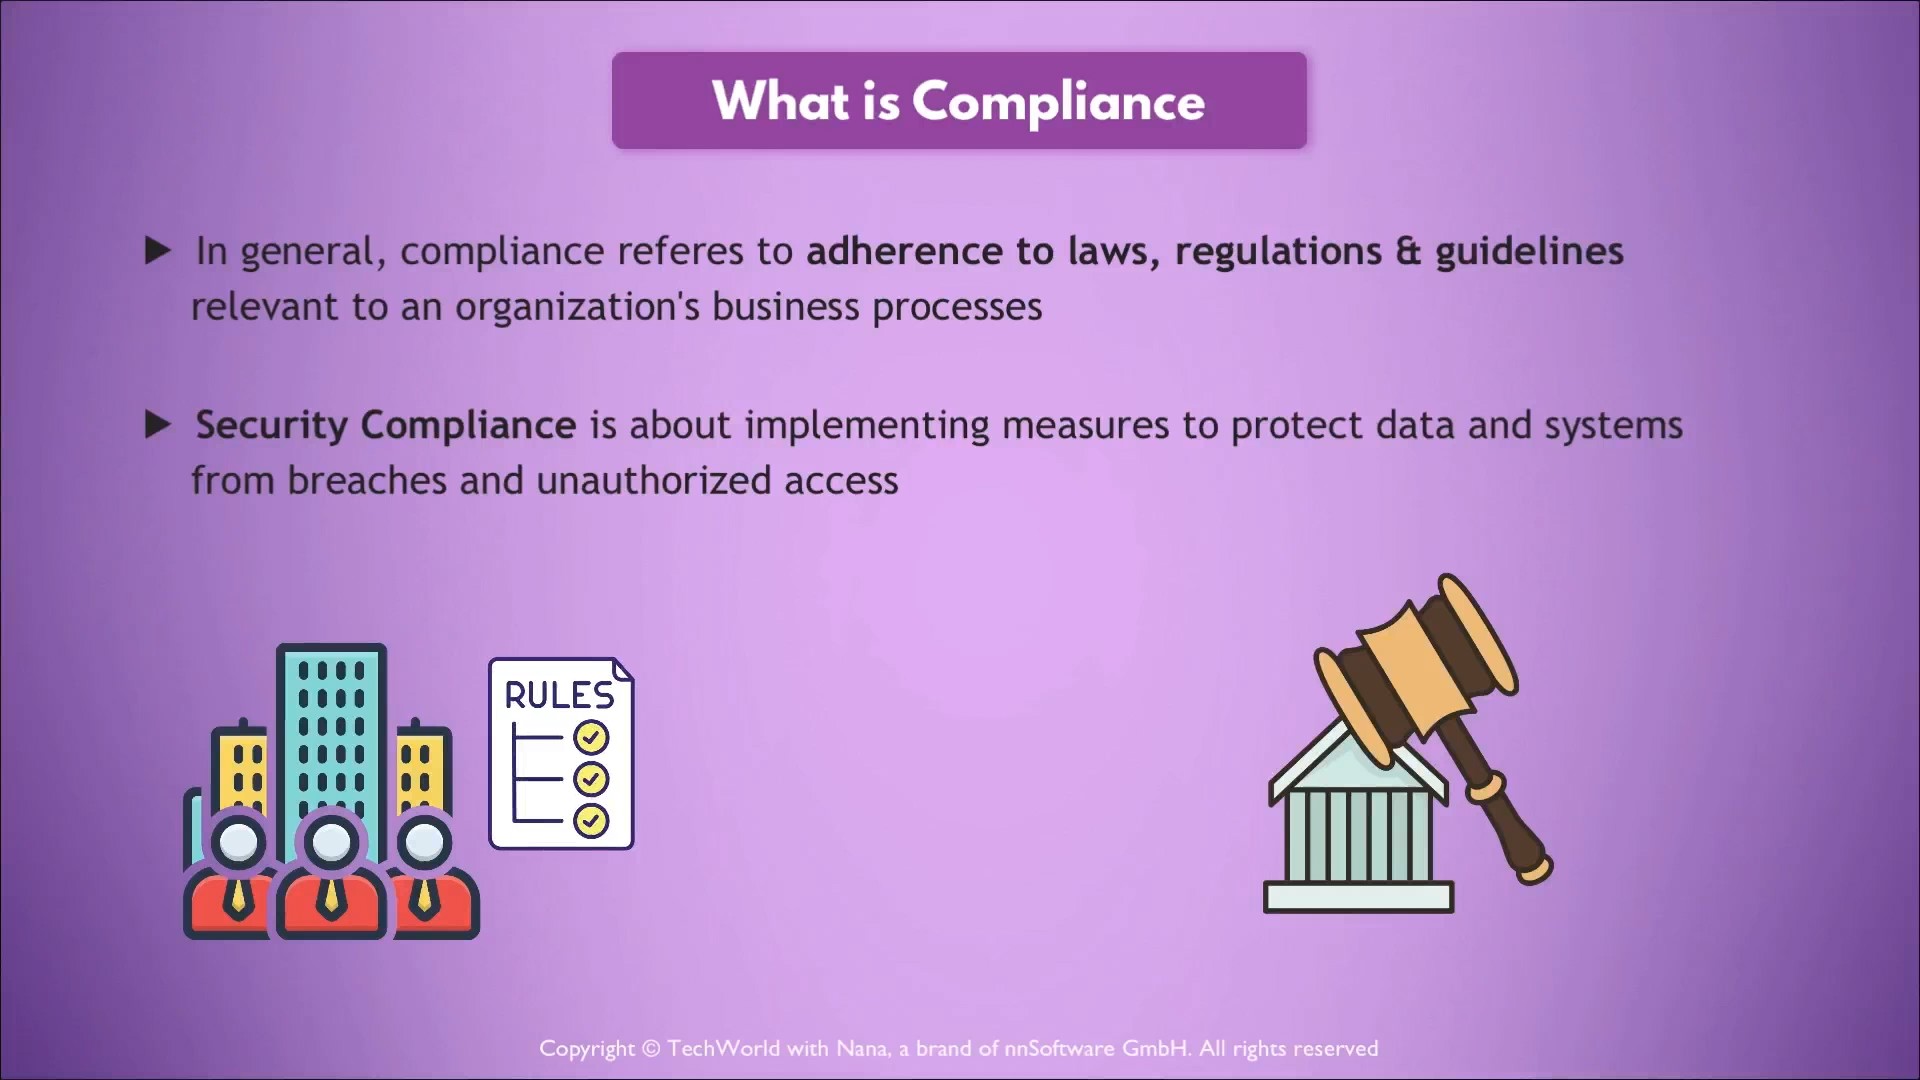 What is Compliance
▶ In general, compliance referes to adherence to laws, regulations & guidelines
relevant to an organization's business processes
▶ Security Compliance is about implementing measures to protect data and systems
from breaches and unauthorized access
RULES
Copyright © TechWorld with Nana, a brand of nnSoftware GmbH. All rights reserved